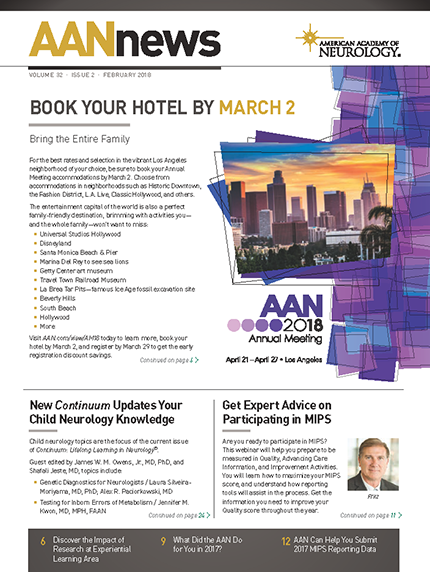 AANnews
AMERICAN ACADEMY OF
NEUROLOGY®
VOLUME 32 · ISSUE 2 · FEBRUARY 2018
BOOK YOUR HOTEL BY MARCH 2
Bring the Entire Family
For the best rates and selection in the vibrant Los Angeles
neighborhood of your choice, be sure to book your Annual
Meeting accommodations by March 2. Choose from
accommodations in neighborhoods such as Historic Downtown,
the Fashion District, L.A. Live, Classic Hollywood, and others.
The entertainment capital of the world is also a perfect
family-friendly destination, brimming with activities you—
and the whole family—won't want to miss:
• Universal Studios Hollywood
• Disneyland
• Santa Monica Beach & Pier
• Marina Del Rey to see sea lions
• Getty Center art museum
• Travel Town Railroad Museum
• La Brea Tar Pits—famous Ice Age fossil excavation site
• Beverly Hills
• South Beach
• Hollywood
• More
Visit AAN.com/view/AM18 today to learn more, book your
hotel by March 2, and register by March 29 to get the early
registration discount savings.
Continued on page
AAN
2018
Annual Meeting
April 21–April 27 • Los Angeles
New Continuum Updates Your
Child Neurology Knowledge
Child neurology topics are the focus of the current issue
of Continuum: Lifelong Learning in Neurology®.
Guest edited by James W. M. Owens, Jr., MD, PhD, and
Shefali Jeste, MD, topics include:
• Genetic Diagnostics for Neurologists / Laura Silveira-
Moriyama, MD, PhD; Alex R. Paciorkowski, MD
• Testing for Inborn Errors of Metabolism / Jennifer M.
Kwon, MD, MPH, FAAN
Continued on page 24 >
Get Expert Advice on
Participating in MIPS
Are you ready to participate in MIPS?
This webinar will help you prepare to be
measured in Quality, Advancing Care
Information, and Improvement Activities.
You will learn how to maximize your MIPS
score, and understand how reporting
tools will assist in the process. Get the
information you need to improve your
Quality score throughout the year.
Fritz
Continued on page 11 >
6 Discover the Impact of
Research at Experiential
Learning Area
9 What Did the AAN Do
for You in 2017?
12 AAN Can Help You Submit
2017 MIPS Reporting Data